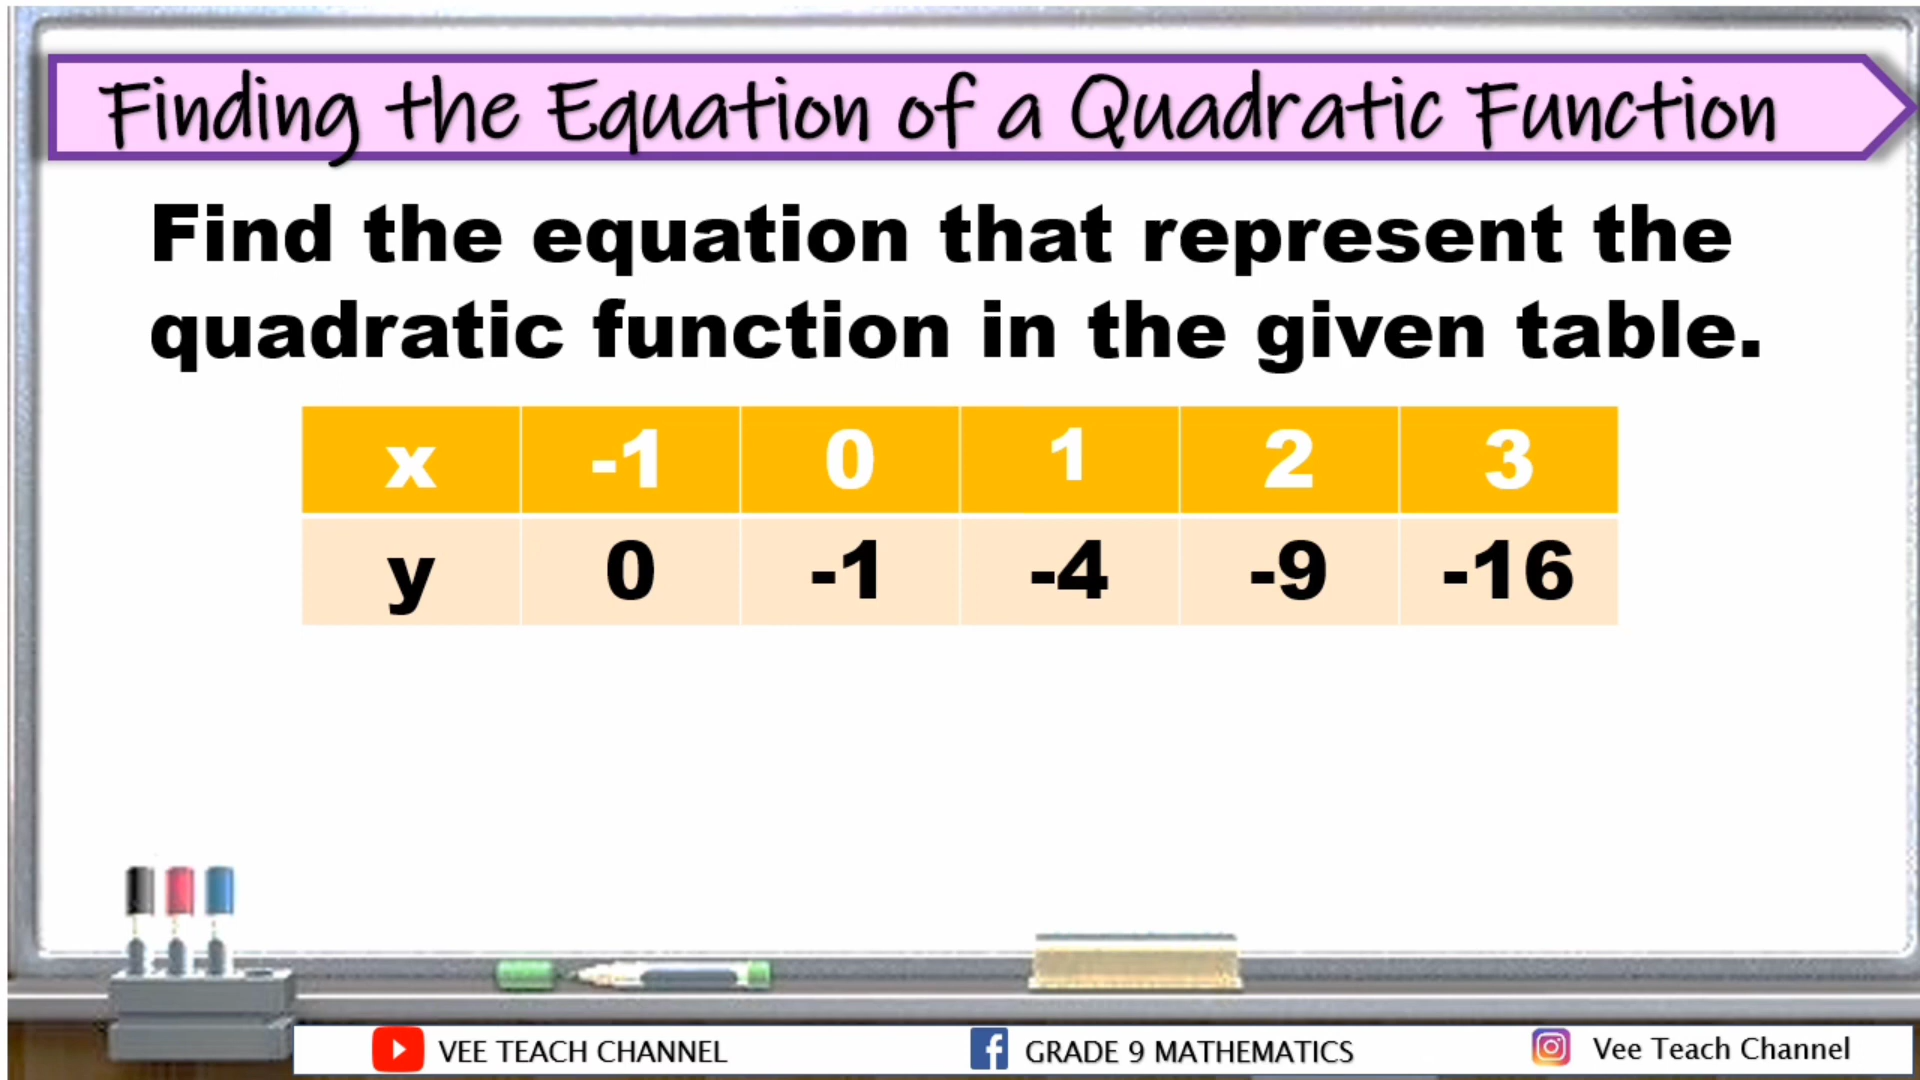 Finding the Equation of a Quadratic Function
Find the equation that represent the
quadratic function in the given table.
x -1 0 1 2 3
y 0 -1 -4 -9 -16
VEE TEACH CHANNEL GRADE 9 MATHEMATICS Vee Teach Channel